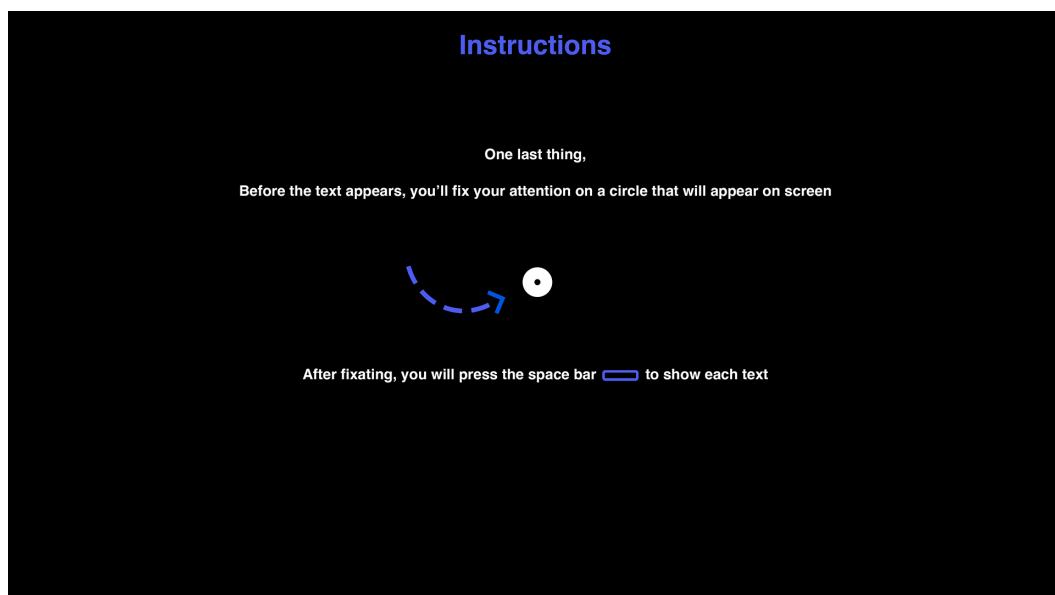 Instructions
One last thing,
Before the text appears, you’ll fix your attention on a circle that will appear on screen
After fixating, you will press the space bar to show each text